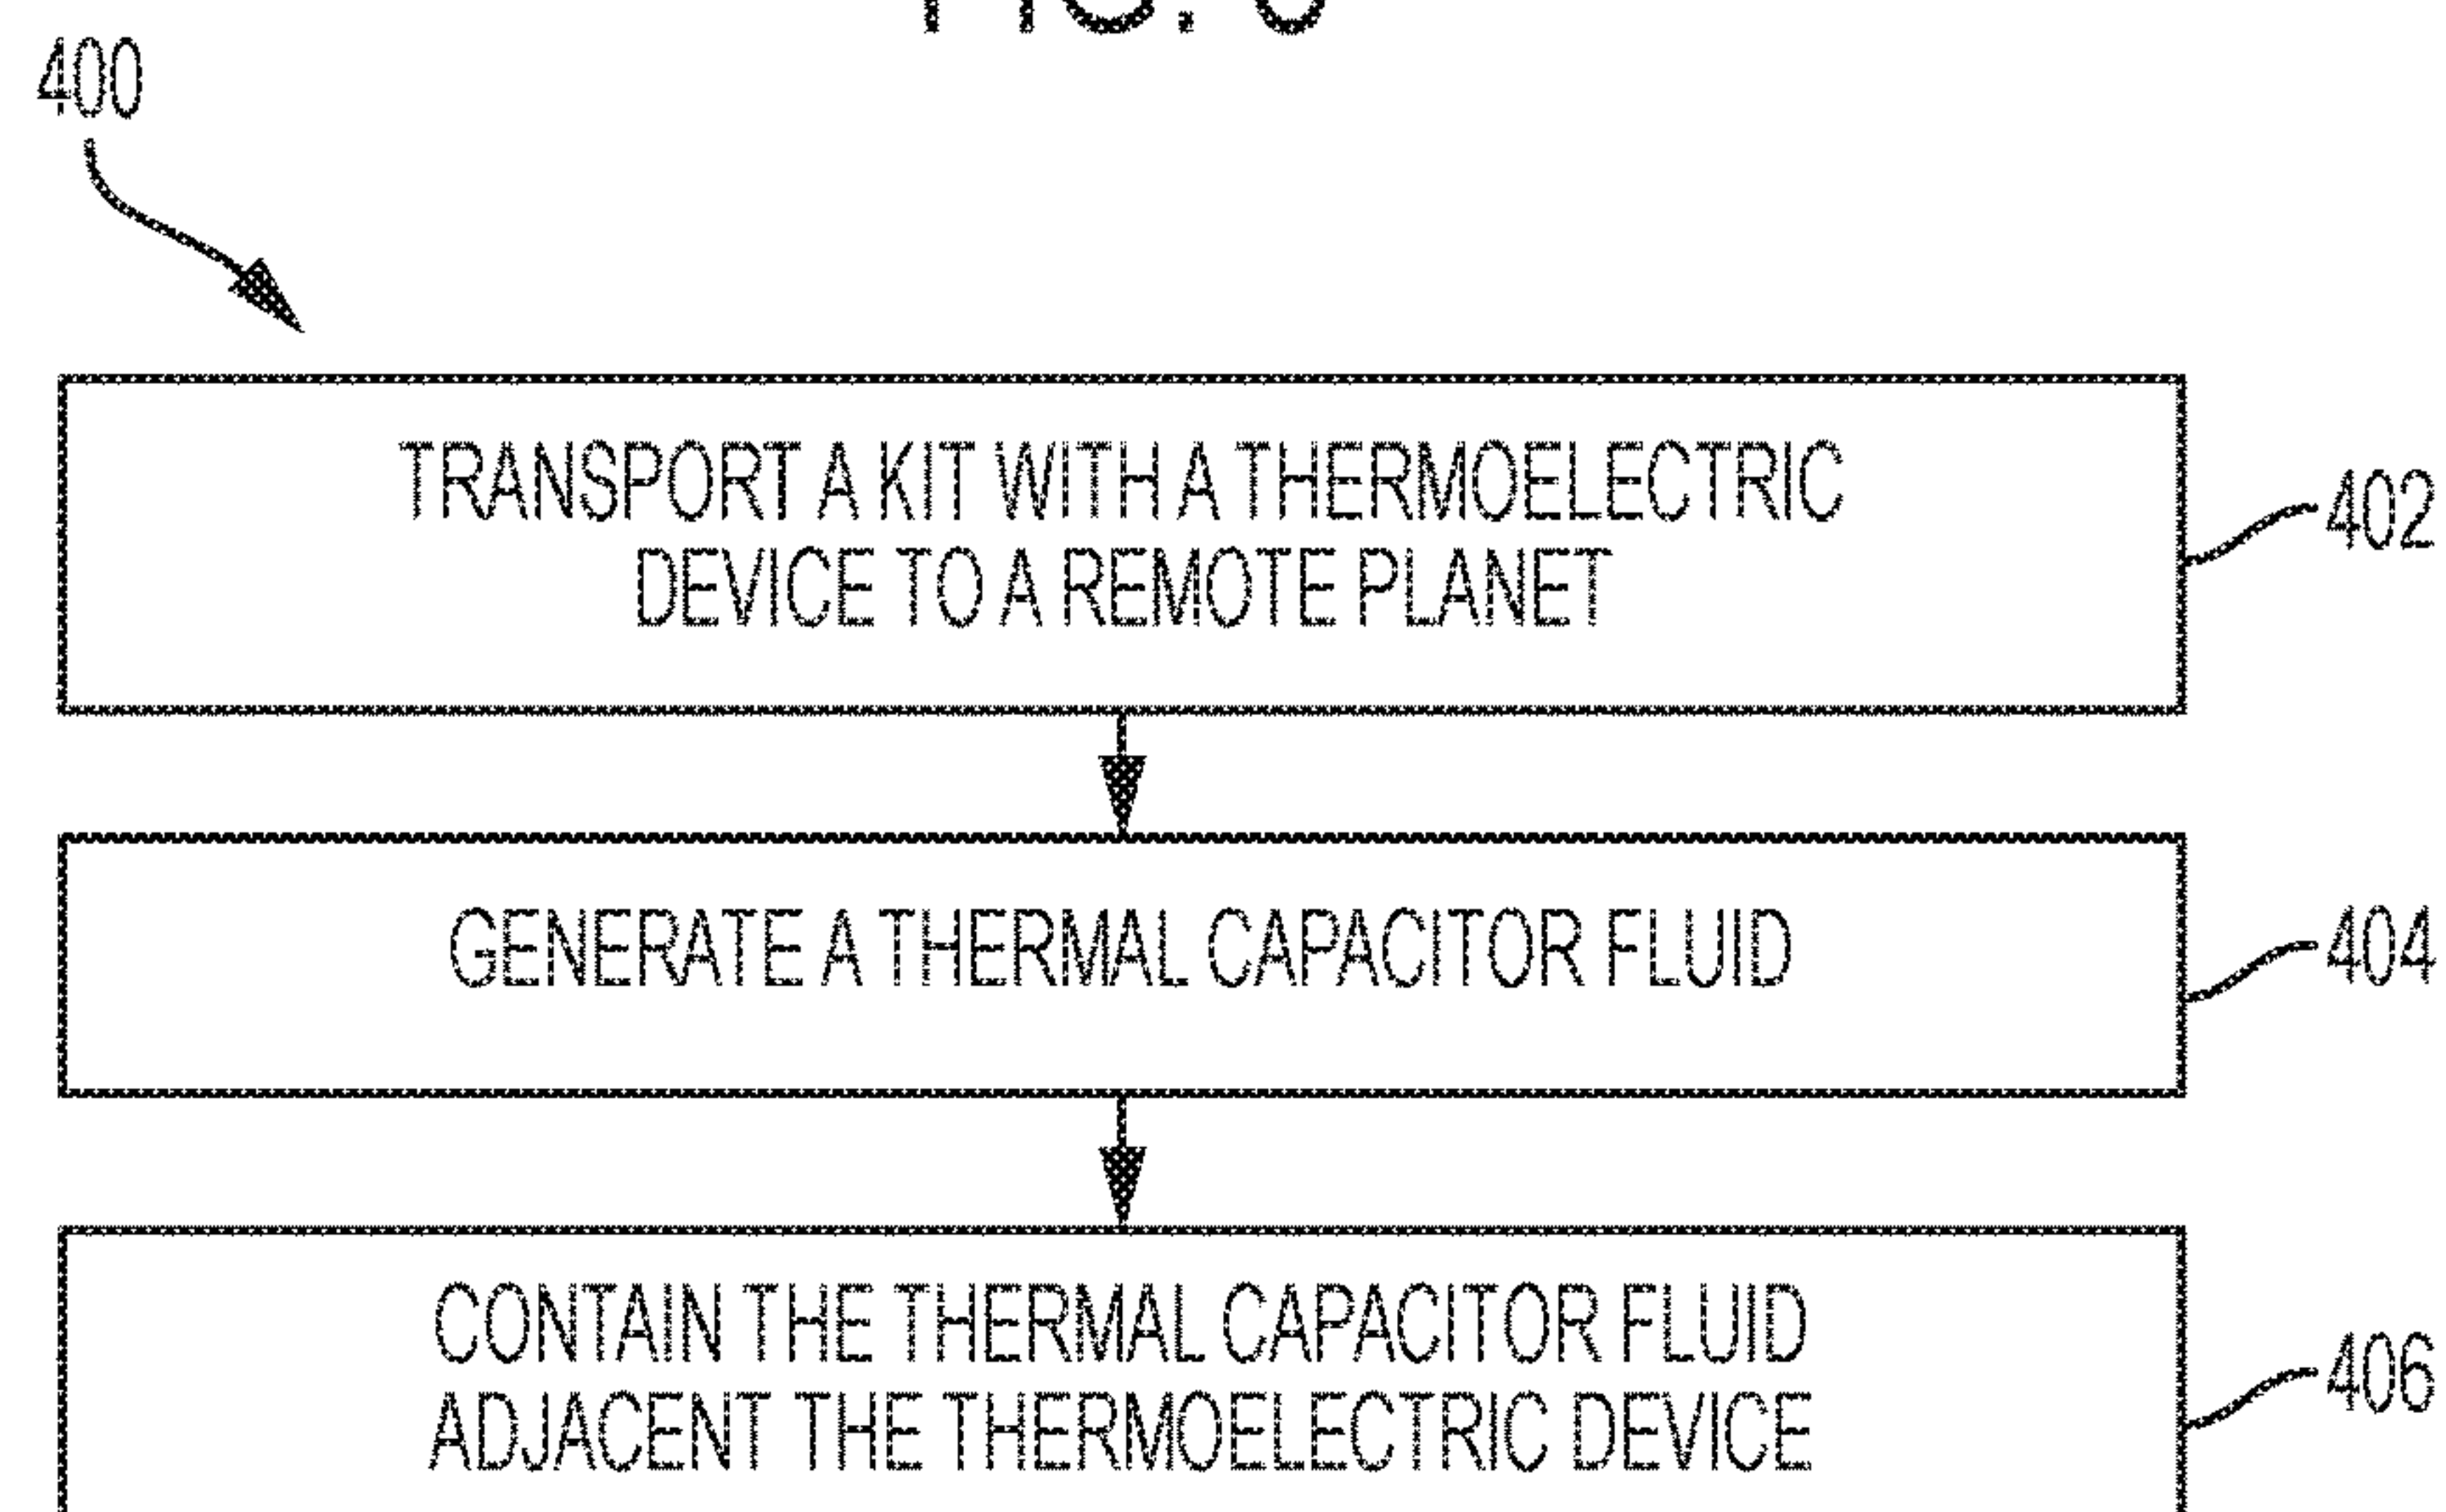 400
TRANSPORT A KIT WITH A THERMOELECTRIC
DEVICE TO A REMOTE PLANET
402
GENERATE A THERMAL CAPACITOR FLUID
404
CONTAIN THE THERMAL CAPACITOR FLUID
ADJACENT THE THERMOELECTRIC DEVICE
406